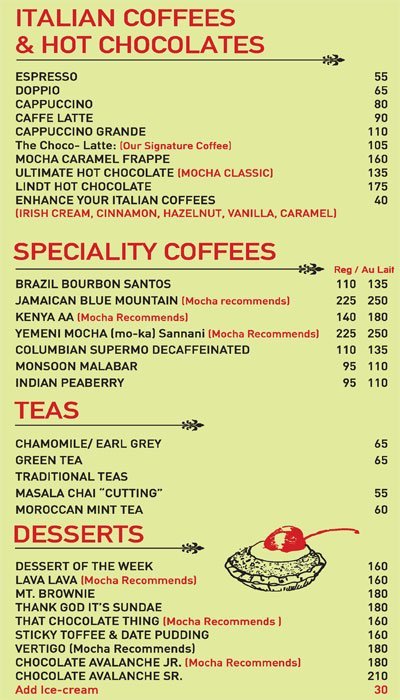 ITALIAN COFFEES
& HOT CHOCOLATES
ESPRESSO 55
DOPPIO 65
CAPPUCCINO 80
CAFFE LATTE 90
CAPPUCCINO GRANDE 110
The Choco- Latte: (Our Signature Coffee) 105
MOCHA CARAMEL FRAPPE 160
ULTIMATE HOT CHOCOLATE (MOCHA CLASSIC) 135
LINDT HOT CHOCOLATE 175
ENHANCE YOUR ITALIAN COFFEES 40
(IRISH CREAM, CINNAMON, HAZELNUT, VANILLA, CARAMEL)
SPECIALITY COFFEES
Reg / Au Lait
BRAZIL BOURBON SANTOS 110 135
JAMAICAN BLUE MOUNTAIN (Mocha recommends) 225 250
KENYA AA (Mocha Recommends) 140 180
YEMENI MOCHA (mo-ka) Sannani (Mocha Recommends) 225 250
COLUMBIAN SUPERMO DECAFFEINATED 110 135
MONSOON MALABAR 95 110
INDIAN PEABERRY 95 110
TEAS
CHAMOMILE/ EARL GREY 65
GREEN TEA 65
TRADITIONAL TEAS
MASALA CHAI "CUTTING" 55
MOROCCAN MINT TEA 60
DESSERTS
DESSERT OF THE WEEK 160
LAVA LAVA (Mocha Recommends) 160
MT. BROWNIE 180
THANK GOD IT'S SUNDAE 180
THAT CHOCOLATE THING (Mocha Recommends ) 160
STICKY TOFFEE & DATE PUDDING 160
VERTIGO (Mocha Recommends) 180
CHOCOLATE AVALANCHE JR. (Mocha Recommends) 180
CHOCOLATE AVALANCHE SR. 210
Add Ice-cream 30